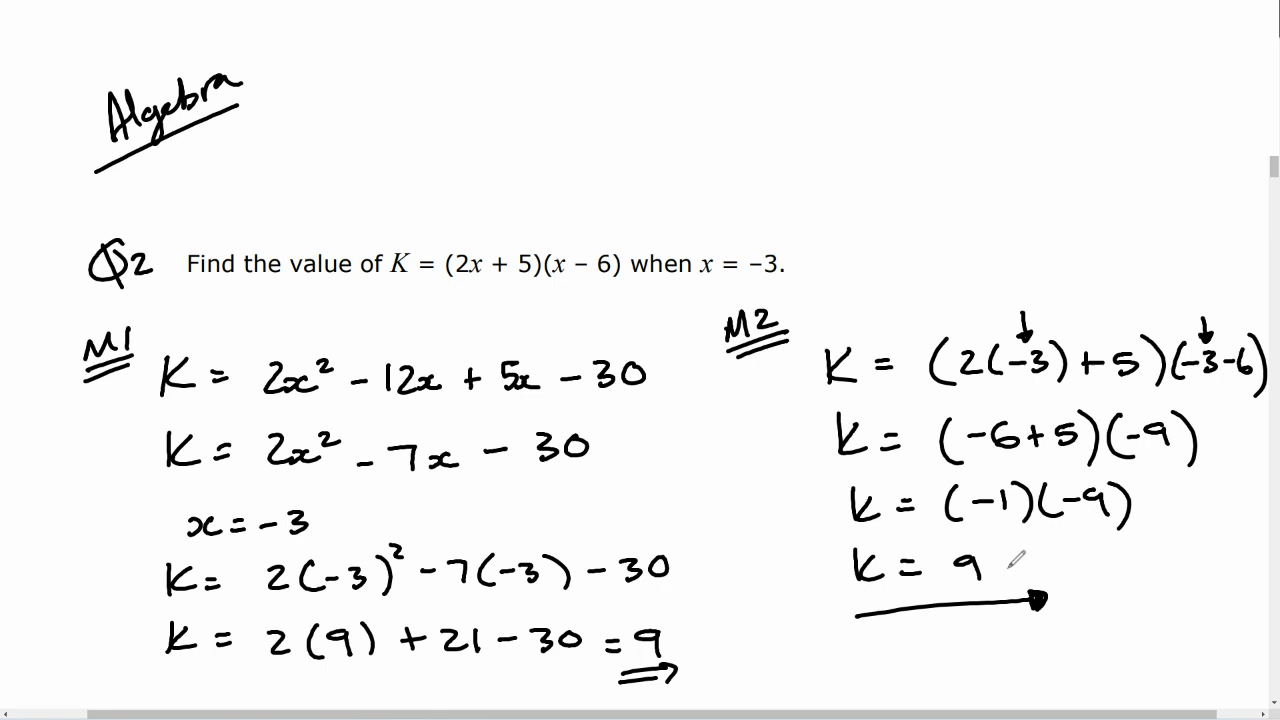 Algebra
Q2 Find the value of K = (2x + 5)(x – 6) when x = –3.
M1
K = 2x² - 12x + 5x - 30
K = 2x² - 7x - 30
x = -3
K = 2(-3)² - 7(-3) - 30
K = 2(9) + 21 - 30 = 9
M2
K = (2(-3) + 5)(-3-6)
K = (-6+5)(-9)
K = (-1)(-9)
K = 9